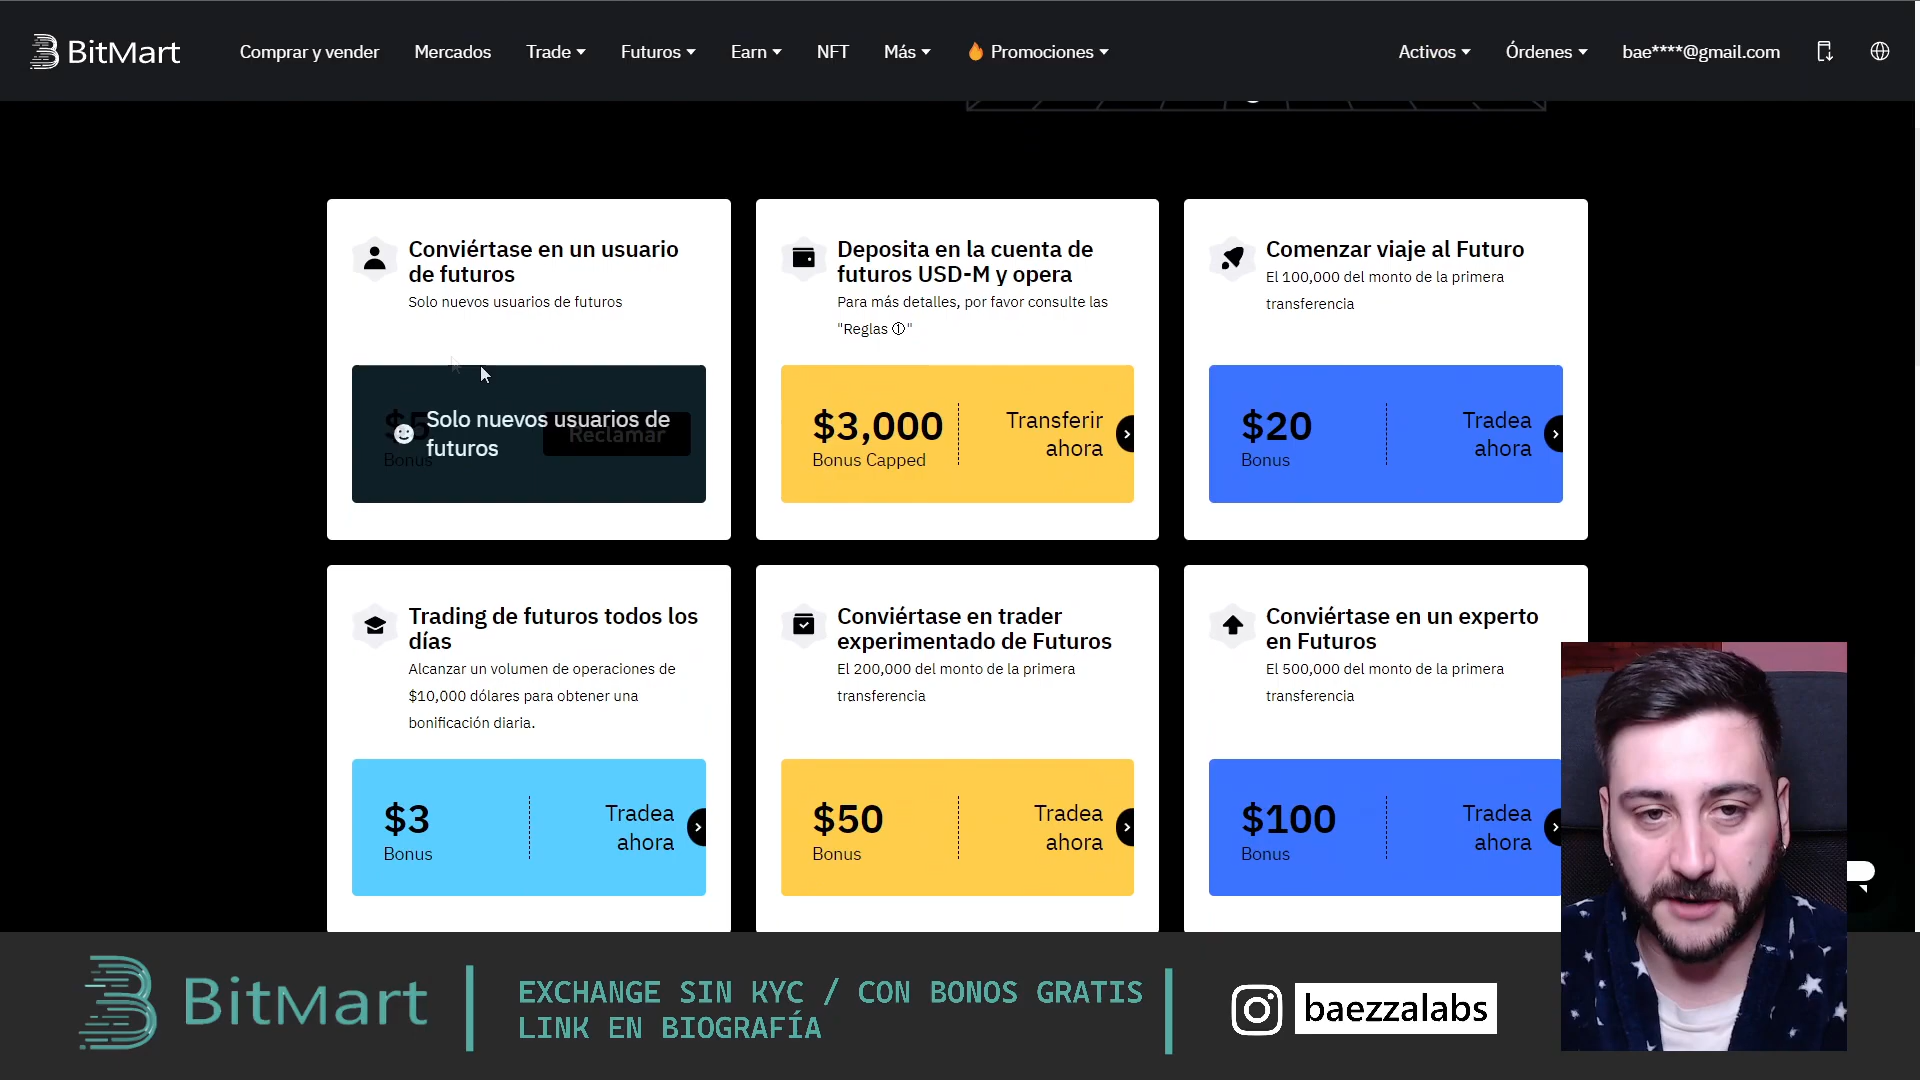 BitMart
Comprar y vender
Mercados
Trade
Futuros
Earn
NFT
Más
Promociones
Activos
Órdenes
bae****@gmail.com
Conviértase en un usuario
de futuros
Solo nuevos usuarios de futuros
$5
Bonus
Reclamar
Solo nuevos usuarios de
futuros
Deposita en la cuenta de
futuros USD-M y opera
Para más detalles, por favor consulte las
"Reglas ①"
$3,000
Bonus Capped
Transferir
ahora
Comenzar viaje al Futuro
El 100,000 del monto de la primera
transferencia
$20
Bonus
Tradea
ahora
Trading de futuros todos los
días
Alcanzar un volumen de operaciones de
$10,000 dólares para obtener una
bonificación diaria.
$3
Bonus
Tradea
ahora
Conviértase en trader
experimentado de Futuros
El 200,000 del monto de la primera
transferencia
$50
Bonus
Tradea
ahora
Conviértase en un experto
en Futuros
El 500,000 del monto de la primera
transferencia
$100
Bonus
Tradea
ahora
BitMart
EXCHANGE SIN KYC / CON BONOS GRATIS
LINK EN BIOGRAFÍA
baezzalabs